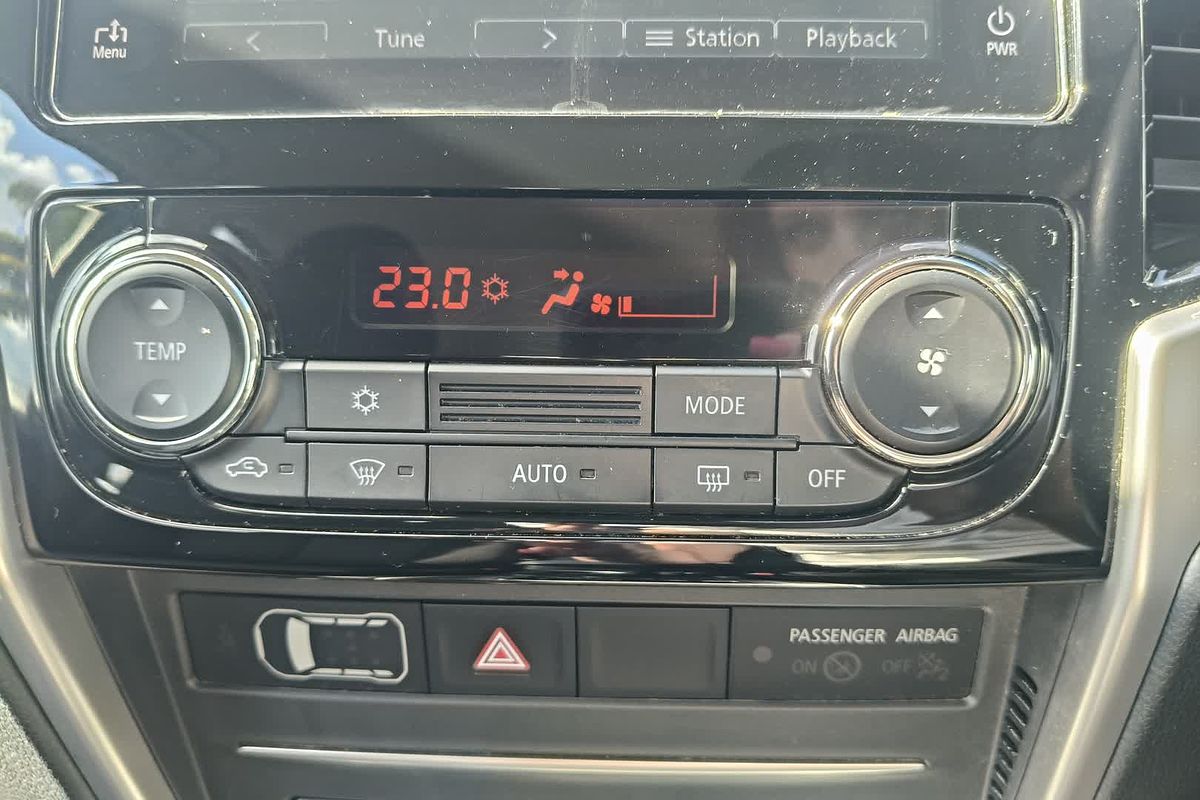 Menu
< Tune > Station Playback
PWR
23.0
TEMP
MODE
AUTO
OFF
PASSENGER AIRBAG
ON OFF